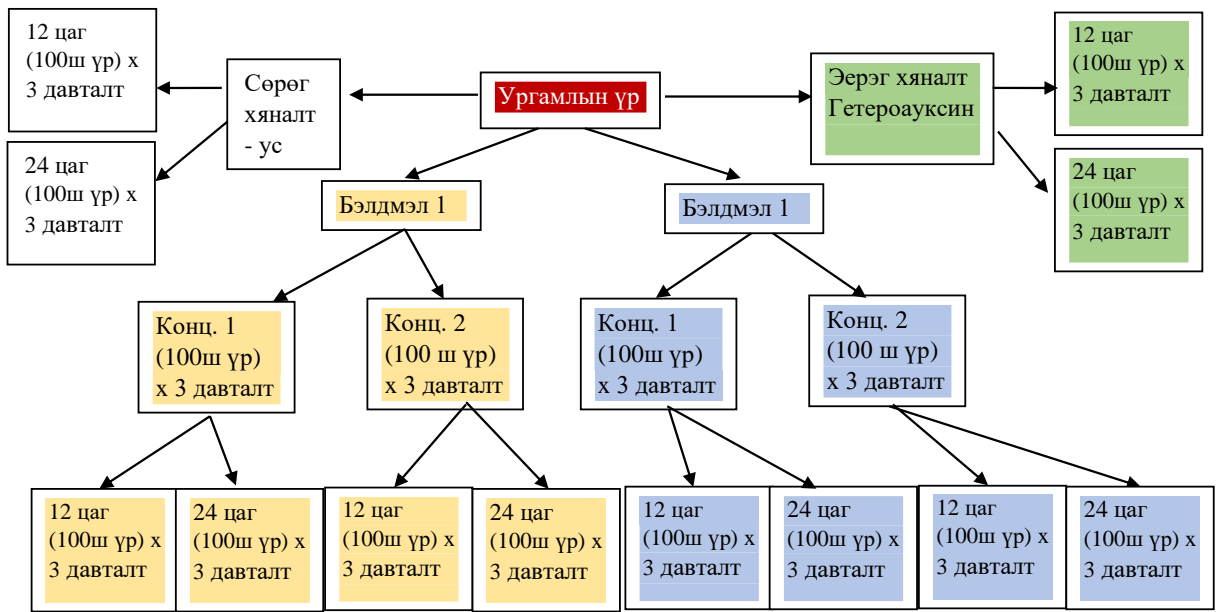 12 цаг
(100ш үр) х
3 давталт
Сөрөг
хяналт
- ус
Ургамлын үр
Эерэг хяналт
Гетероауксин
12 цаг
(100ш үр) х
3 давталт
24 цаг
(100ш үр) х
3 давталт
24 цаг
(100ш үр) х
3 давталт
Бэлдмэл 1
Бэлдмэл 1
Конц. 1
(100ш үр)
х 3 давталт
Конц. 2
(100 ш үр)
х 3 давталт
Конц. 1
(100ш үр)
х 3 давталт
Конц. 2
(100 ш үр)
х 3 давталт
12 цаг
(100ш үр) х
3 давталт
24 цаг
(100ш үр) х
3 давталт
12 цаг
(100ш үр) х
3 давталт
24 цаг
(100ш үр) х
3 давталт
12 цаг
(100ш үр) х
3 давталт
24 цаг
(100ш үр) х
3 давталт
12 цаг
(100ш үр) х
3 давталт
24 цаг
(100ш үр) х
3 давталт